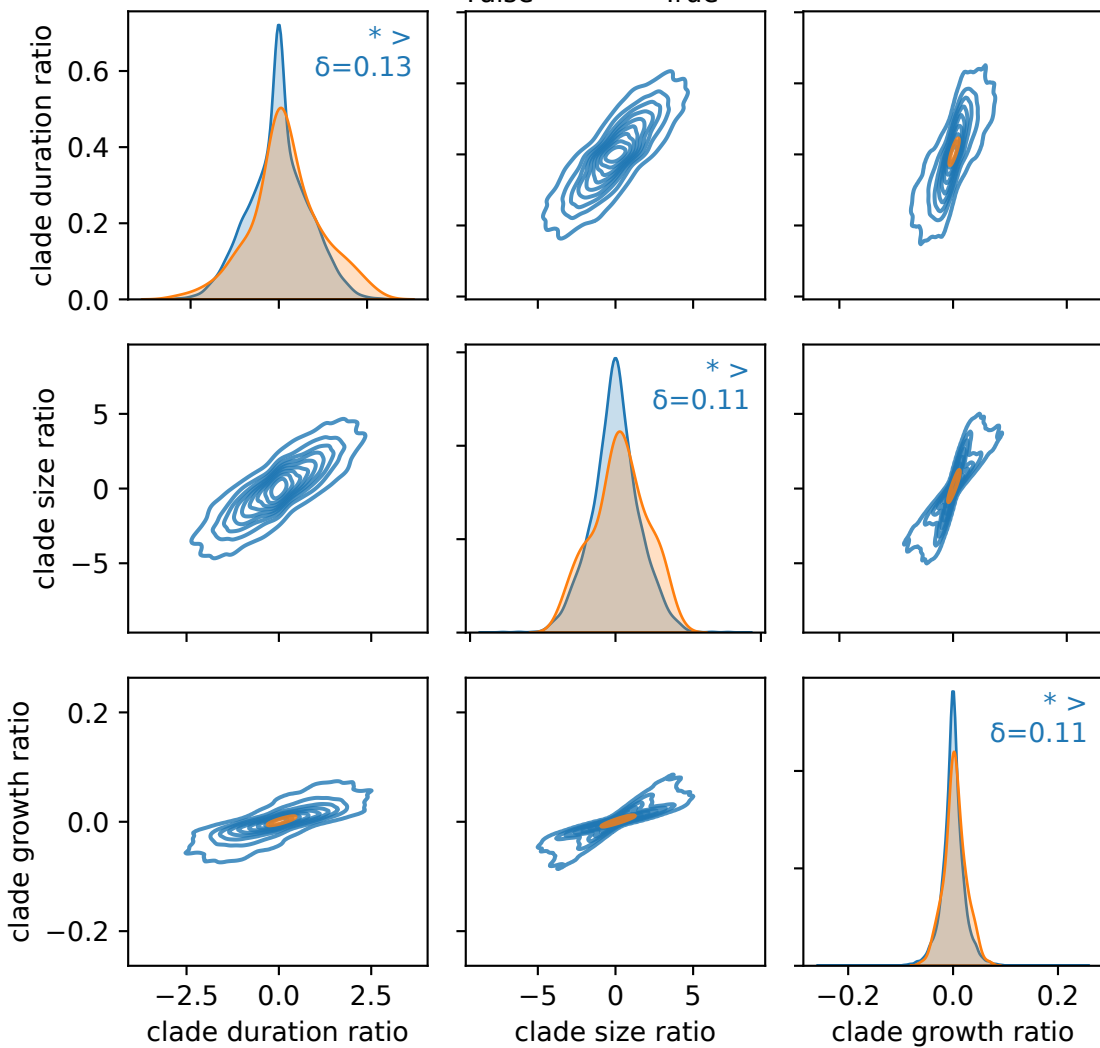 clade duration ratio
0.6
0.4
0.2
0.0
* >
δ=0.13
clade size ratio
5
0
−5
* >
δ=0.11
clade growth ratio
0.2
0.0
−0.2
* >
δ=0.11
−2.5 0.0 2.5
−5 0 5
−0.2 0.0 0.2
clade duration ratio
clade size ratio
clade growth ratio